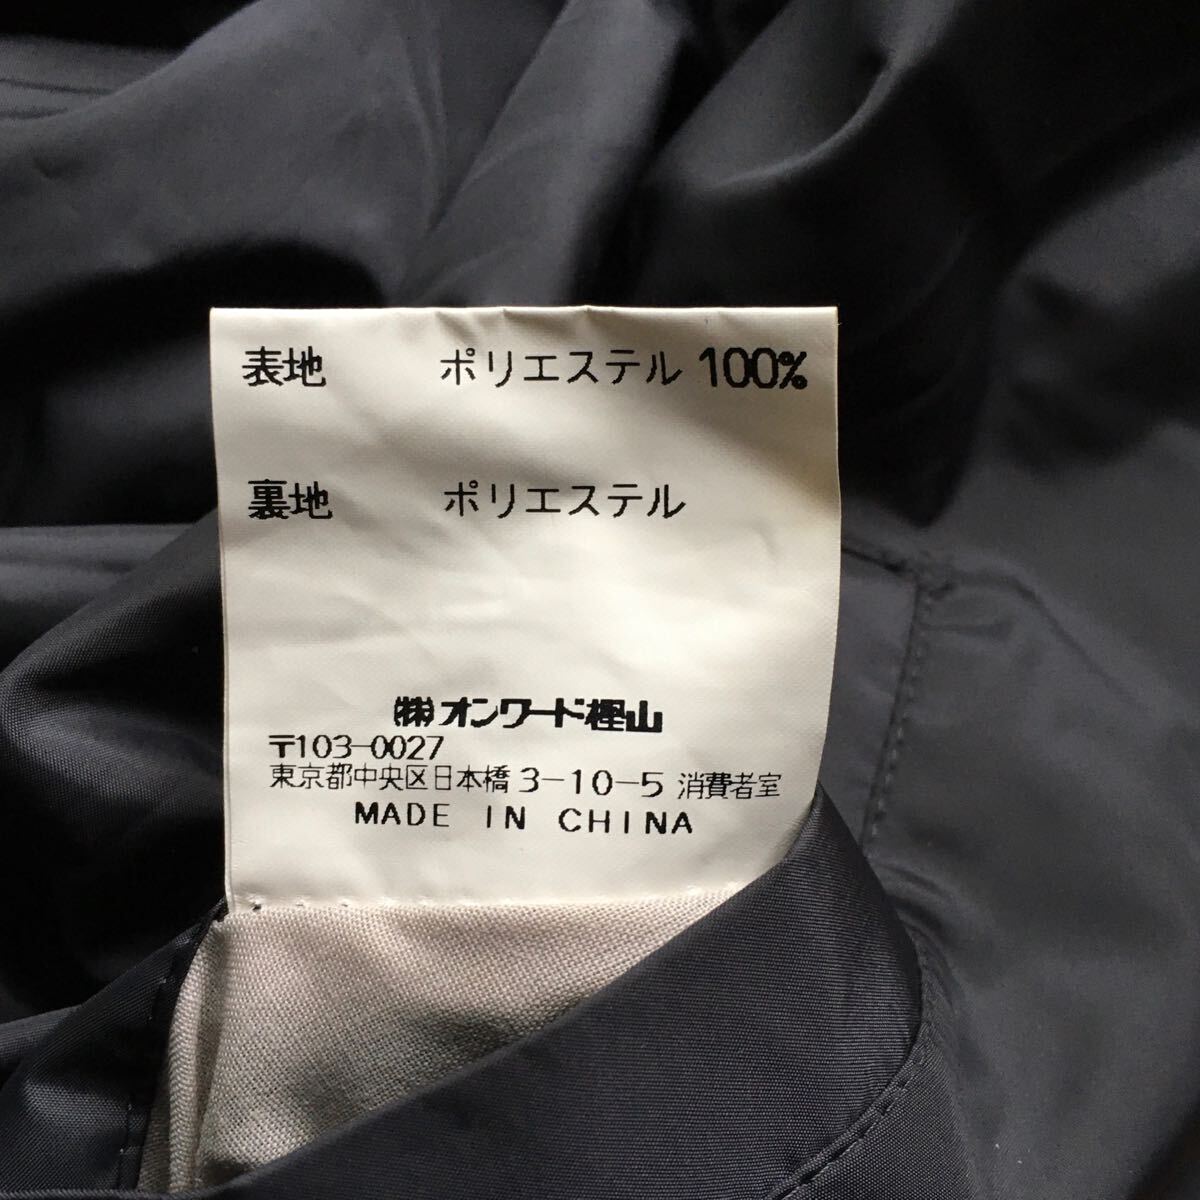 表地 ポリエステル 100%
裏地 ポリエステル
㈱オンワード樫山
〒103-0027
東京都中央区日本橋 3-10-5 消費者室
MADE IN CHINA